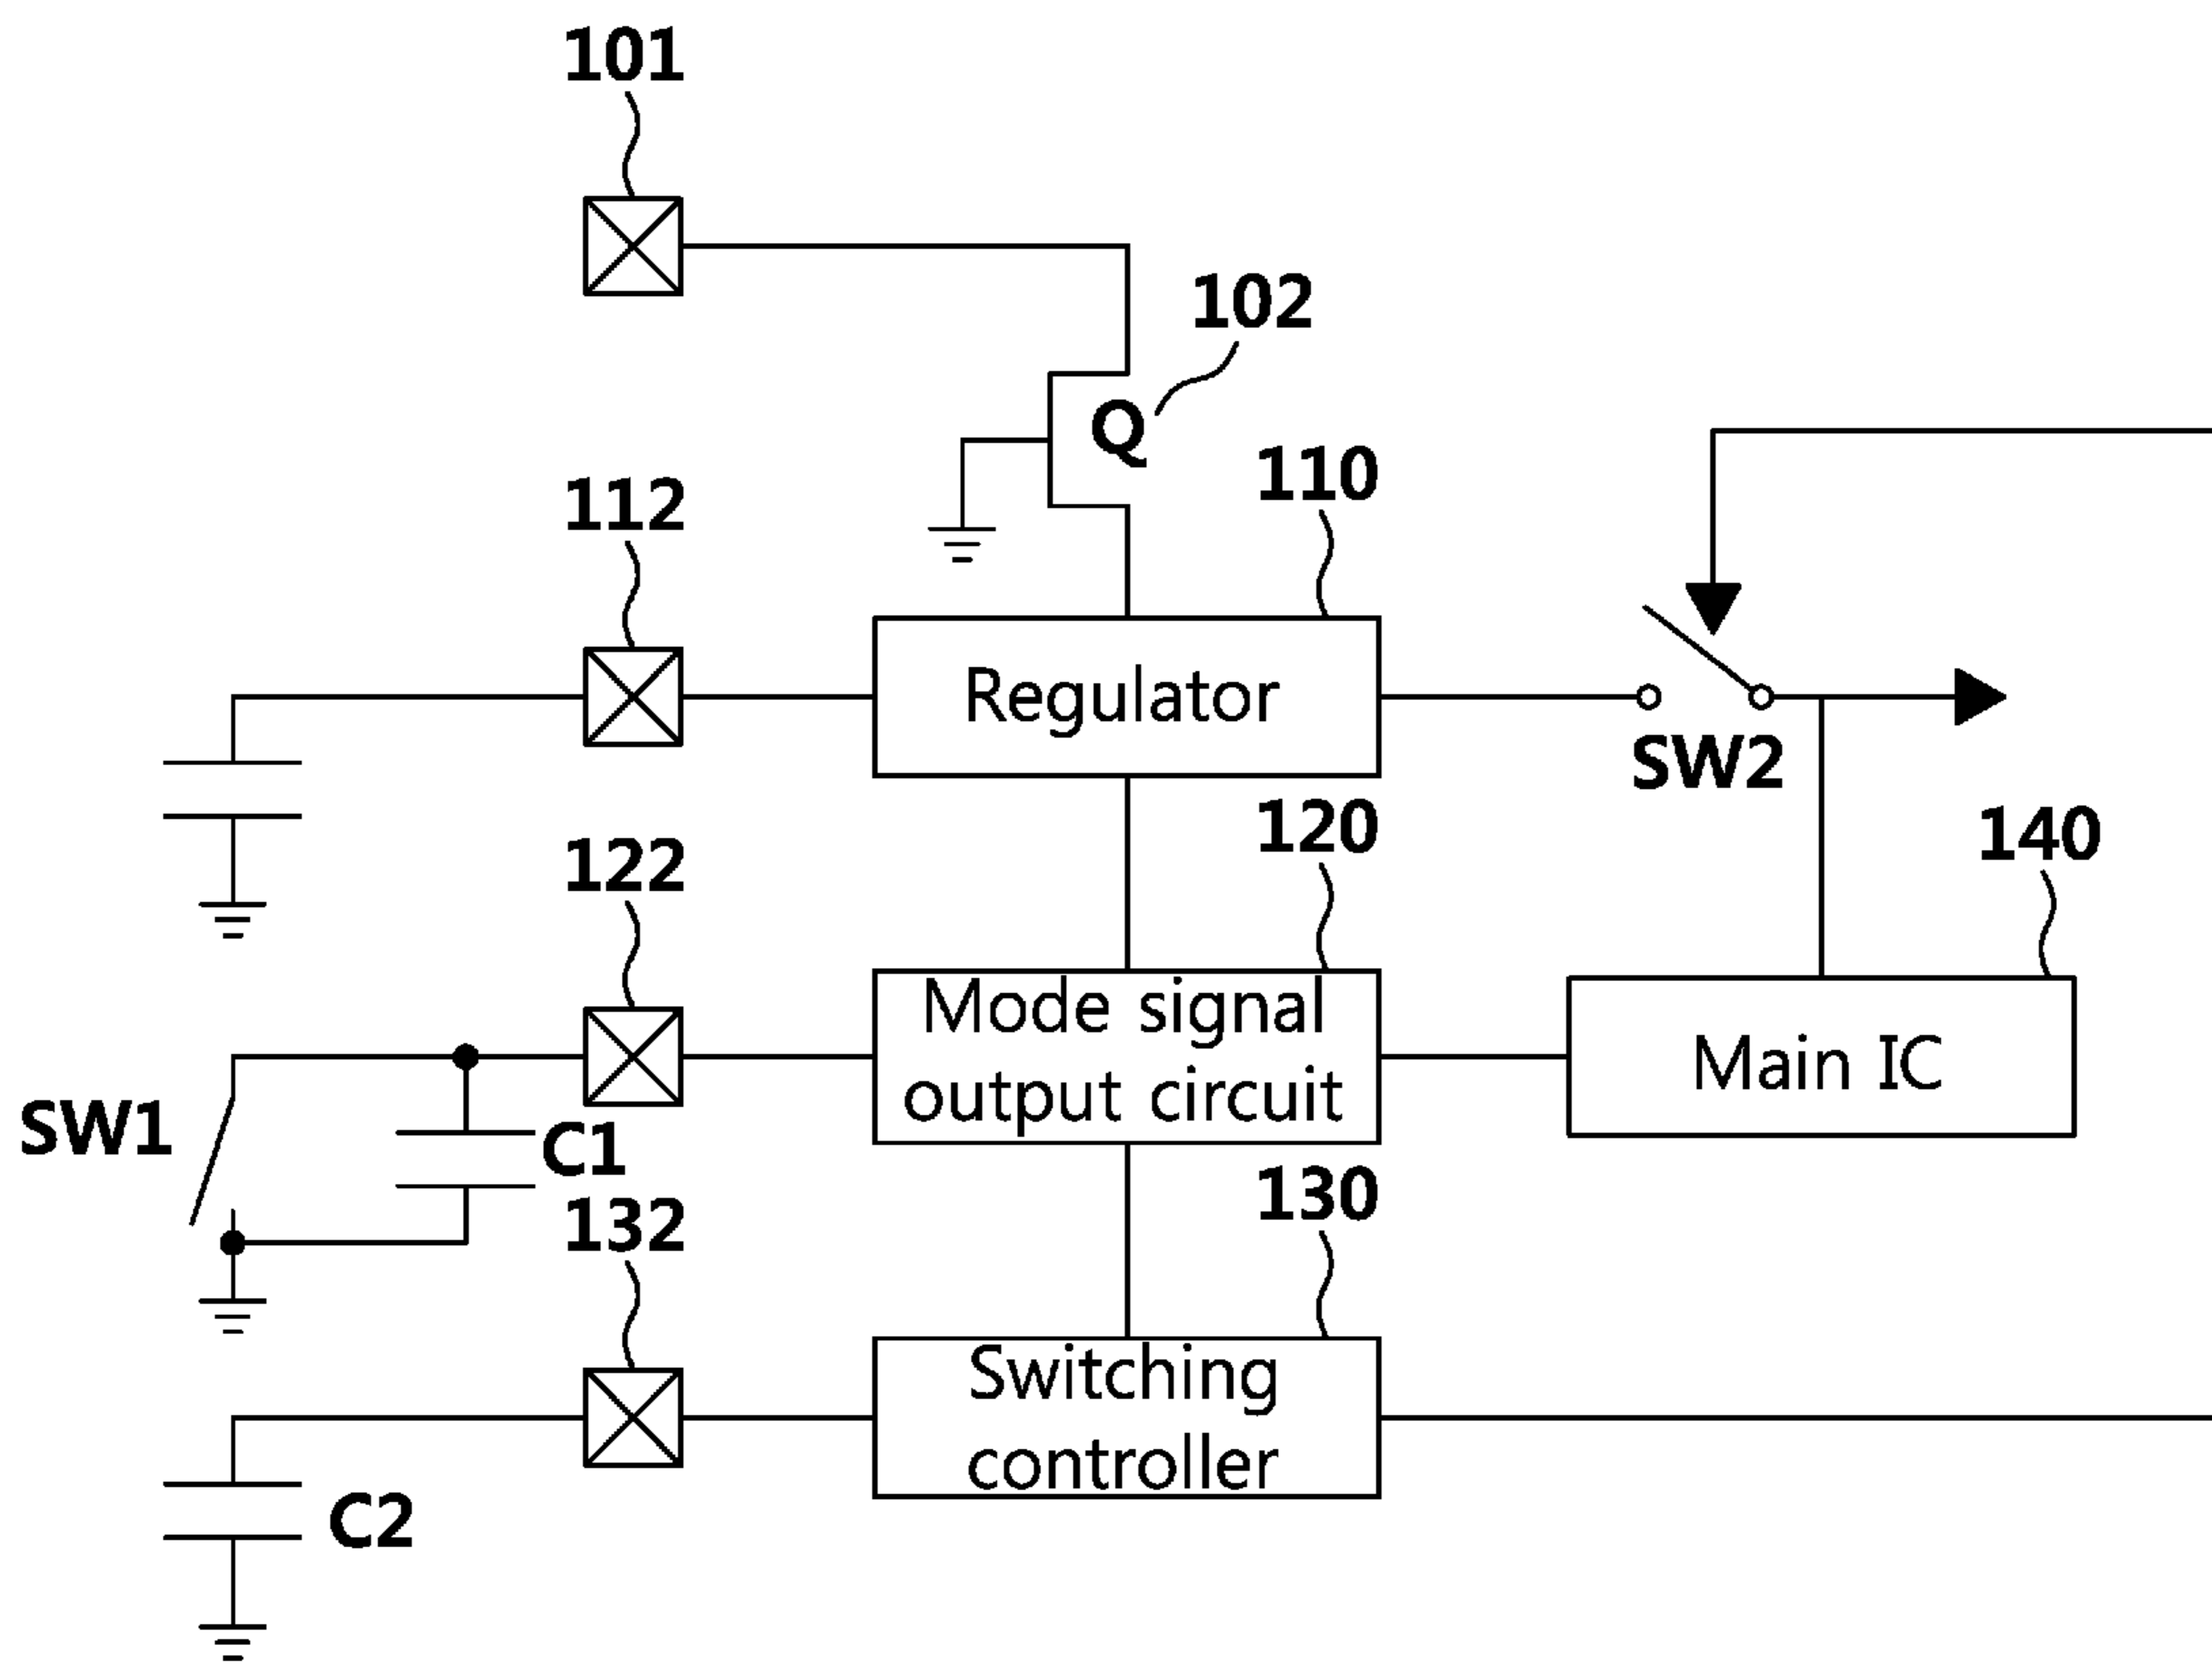 101
102
Q
110
112
Regulator
SW2
120
140
122
Mode signal
output circuit
Main IC
SW1
C1
130
132
Switching
controller
C2